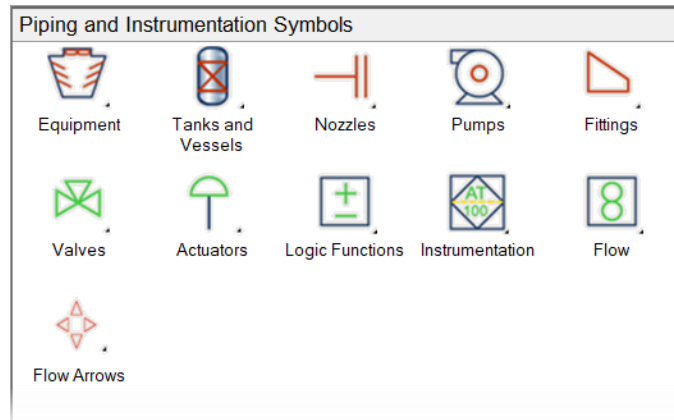 Piping and Instrumentation Symbols
Equipment
Tanks and
Vessels
Nozzles
Pumps
Fittings
AT
100
Valves
Actuators
Logic Functions
Instrumentation
Flow
Flow Arrows